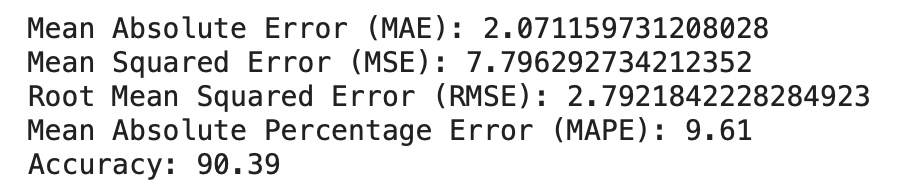 Mean Absolute Error (MAE): 2.071159731208028
Mean Squared Error (MSE): 7.796292734212352
Root Mean Squared Error (RMSE): 2.7921842228284923
Mean Absolute Percentage Error (MAPE): 9.61
Accuracy: 90.39